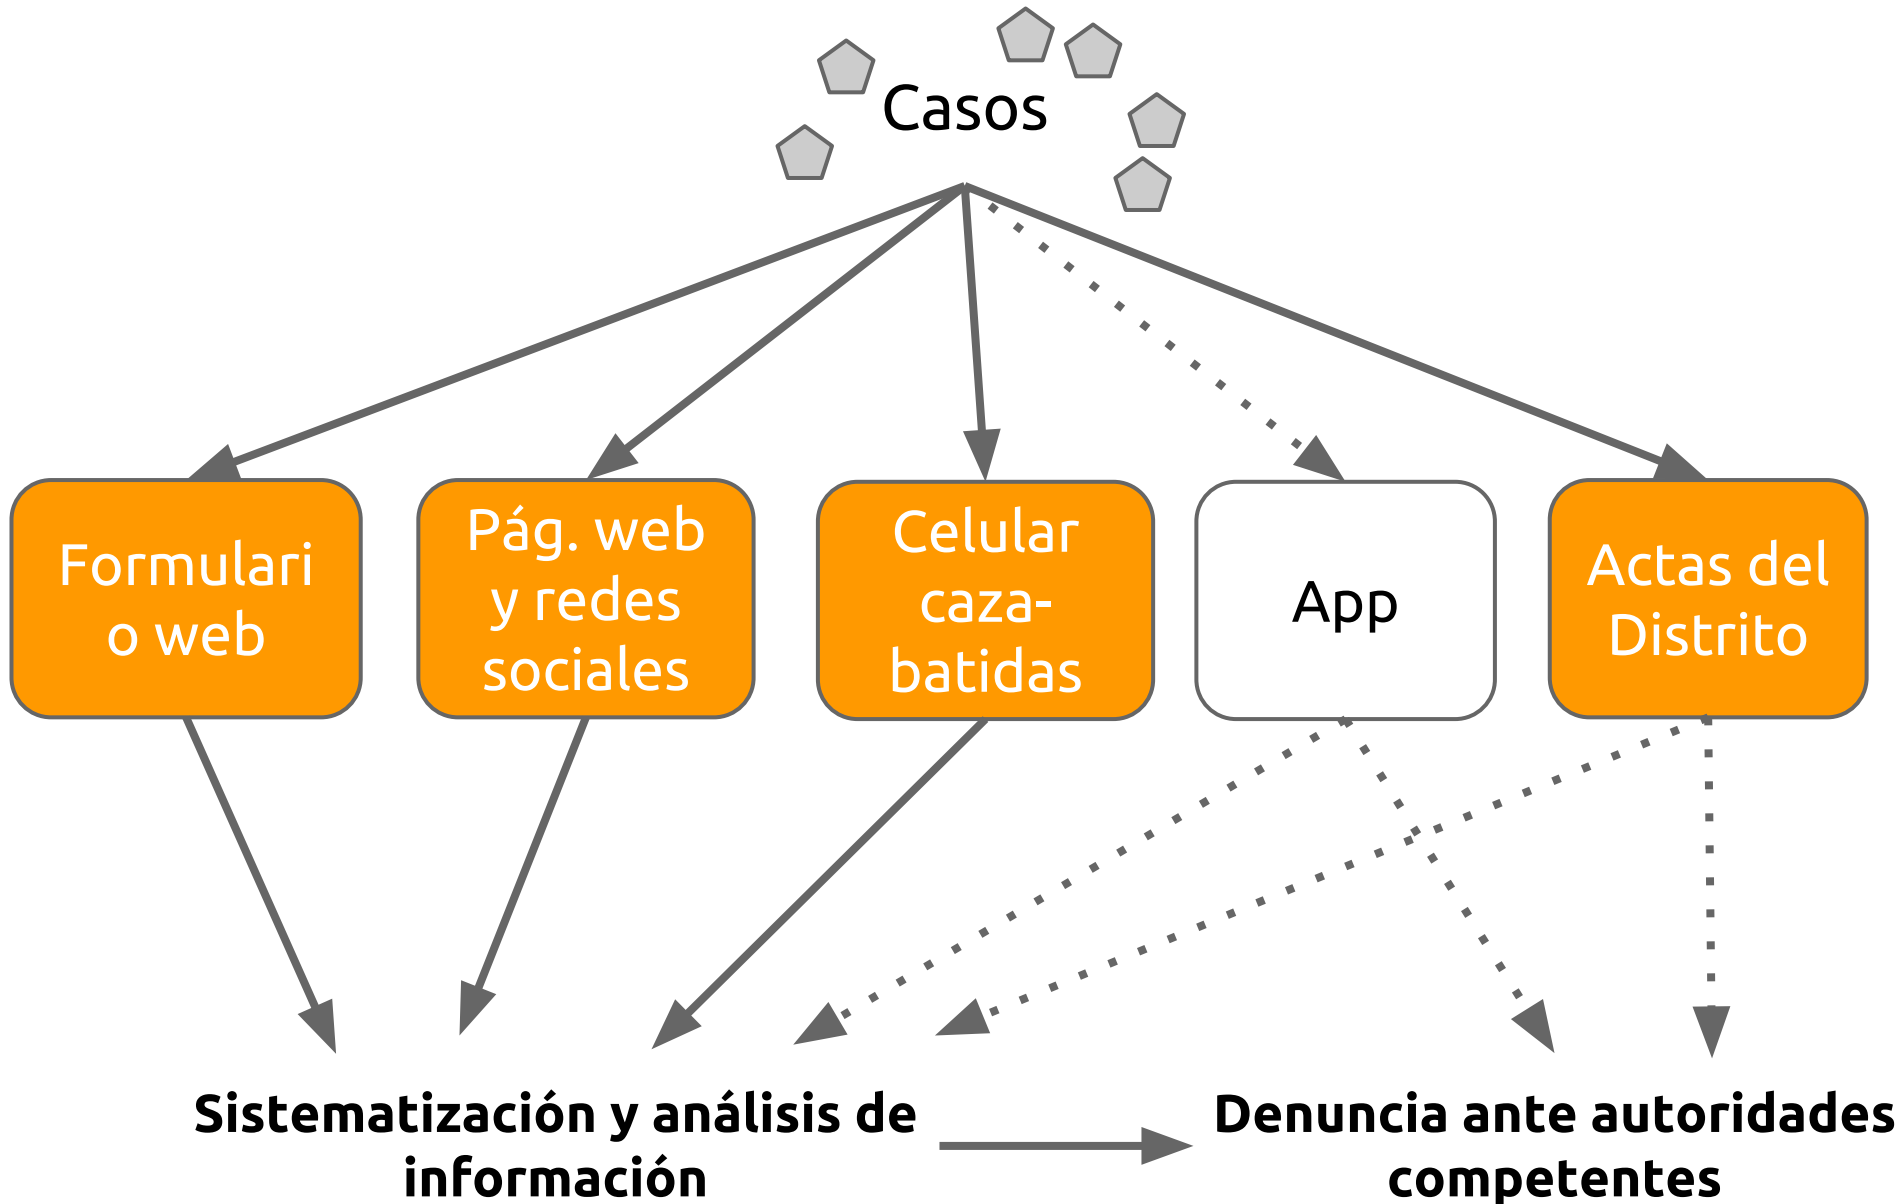 Casos
Formulari
o web
Pág. web
y redes
sociales
Celular
caza-
batidas
App
Actas del
Distrito
Sistematización y análisis de
información
Denuncia ante autoridades
competentes